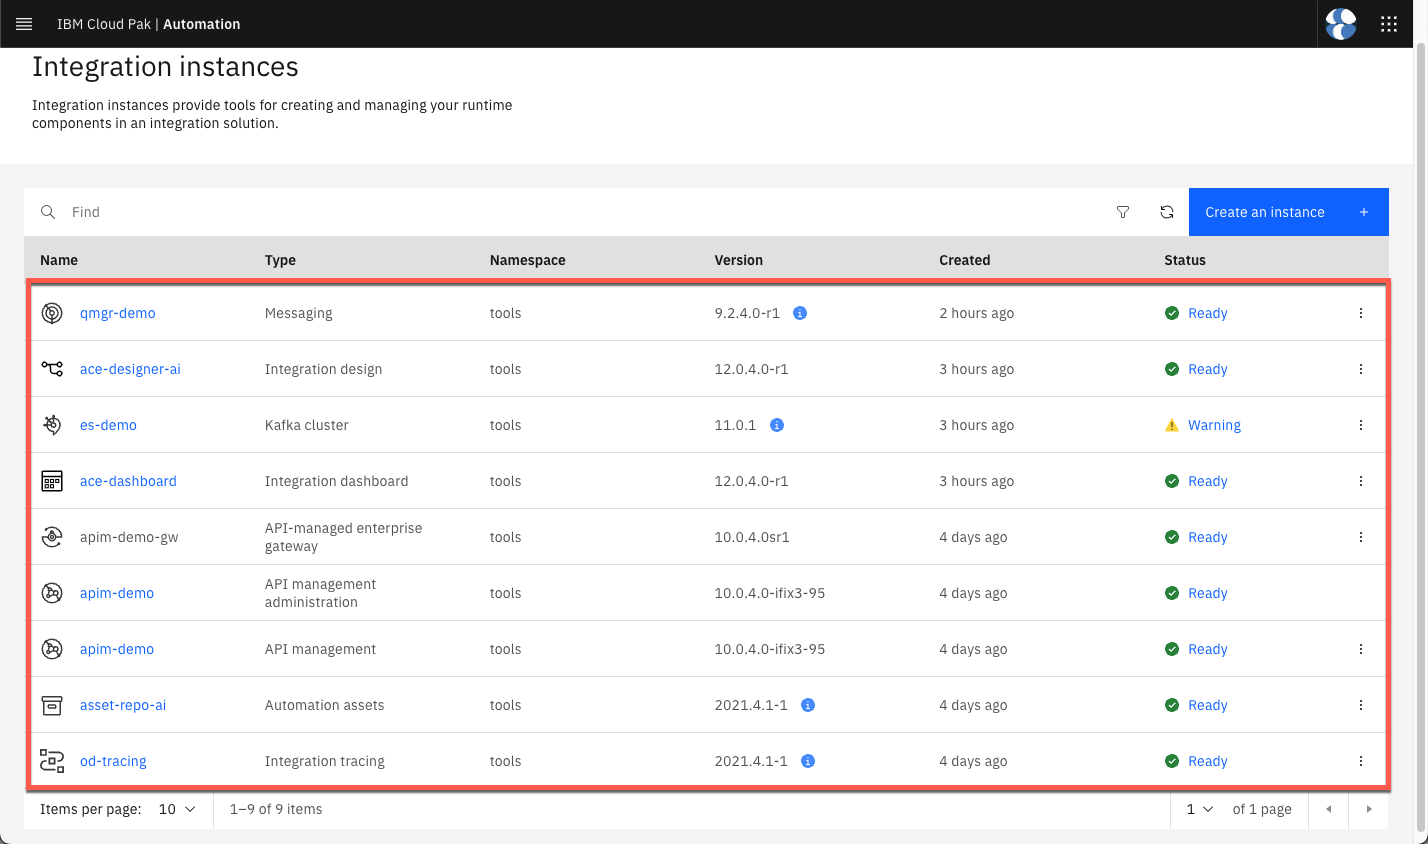 IBM Cloud Pak | Automation
Integration instances
Integration instances provide tools for creating and managing your runtime
components in an integration solution.
Find
Create an instance +
Name Type Namespace Version Created Status
qmgr-demo Messaging tools 9.2.4.0-r1 2 hours ago Ready
ace-designer-ai Integration design tools 12.0.4.0-r1 3 hours ago Ready
es-demo Kafka cluster tools 11.0.1 3 hours ago Warning
ace-dashboard Integration dashboard tools 12.0.4.0-r1 3 hours ago Ready
apim-demo-gw API-managed enterprise
gateway tools 10.0.4.0sr1 4 days ago Ready
apim-demo API management
administration tools 10.0.4.0-ifix3-95 4 days ago Ready
apim-demo API management tools 10.0.4.0-ifix3-95 4 days ago Ready
asset-repo-ai Automation assets tools 2021.4.1-1 4 days ago Ready
od-tracing Integration tracing tools 2021.4.1-1 4 days ago Ready
Items per page: 10 1–9 of 9 items 1 of 1 page